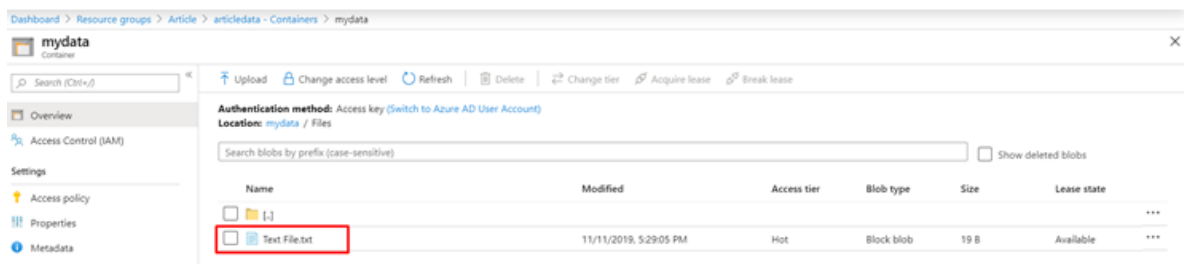 Dashboard > Resource groups > Article > articledata - Containers > mydata
mydata
Container
Search (Ctrl+/)
«
Upload Change access level Refresh Delete Change tier Acquire lease Break lease
Overview
Access Control (IAM)
Settings
Access policy
Properties
Metadata
Authentication method: Access key (Switch to Azure AD User Account)
Location: mydata / Files
Search blobs by prefix (case-sensitive)
Show deleted blobs
Name Modified Access tier Blob type Size Lease state
[..]
Text File.txt 11/11/2019, 5:29:05 PM Hot Block blob 19 B Available